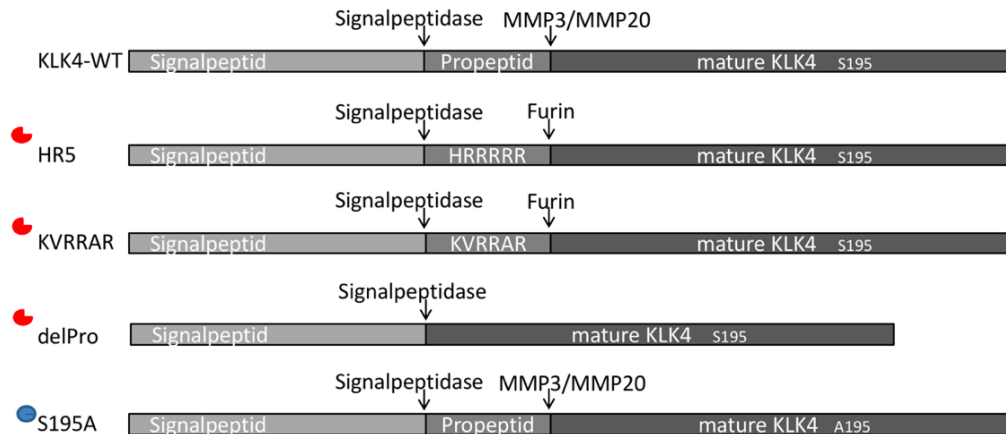 Signalpeptidase MMP3/MMP20
KLK4-WT Signalpeptid Propeptid mature KLK4 S195
Signalpeptidase Furin
HR5 Signalpeptid HRRRRR mature KLK4 S195
Signalpeptidase Furin
KVRRAR Signalpeptid KVRRAR mature KLK4 S195
Signalpeptidase
delPro Signalpeptid mature KLK4 S195
Signalpeptidase MMP3/MMP20
S195A Signalpeptid Propeptid mature KLK4 A195